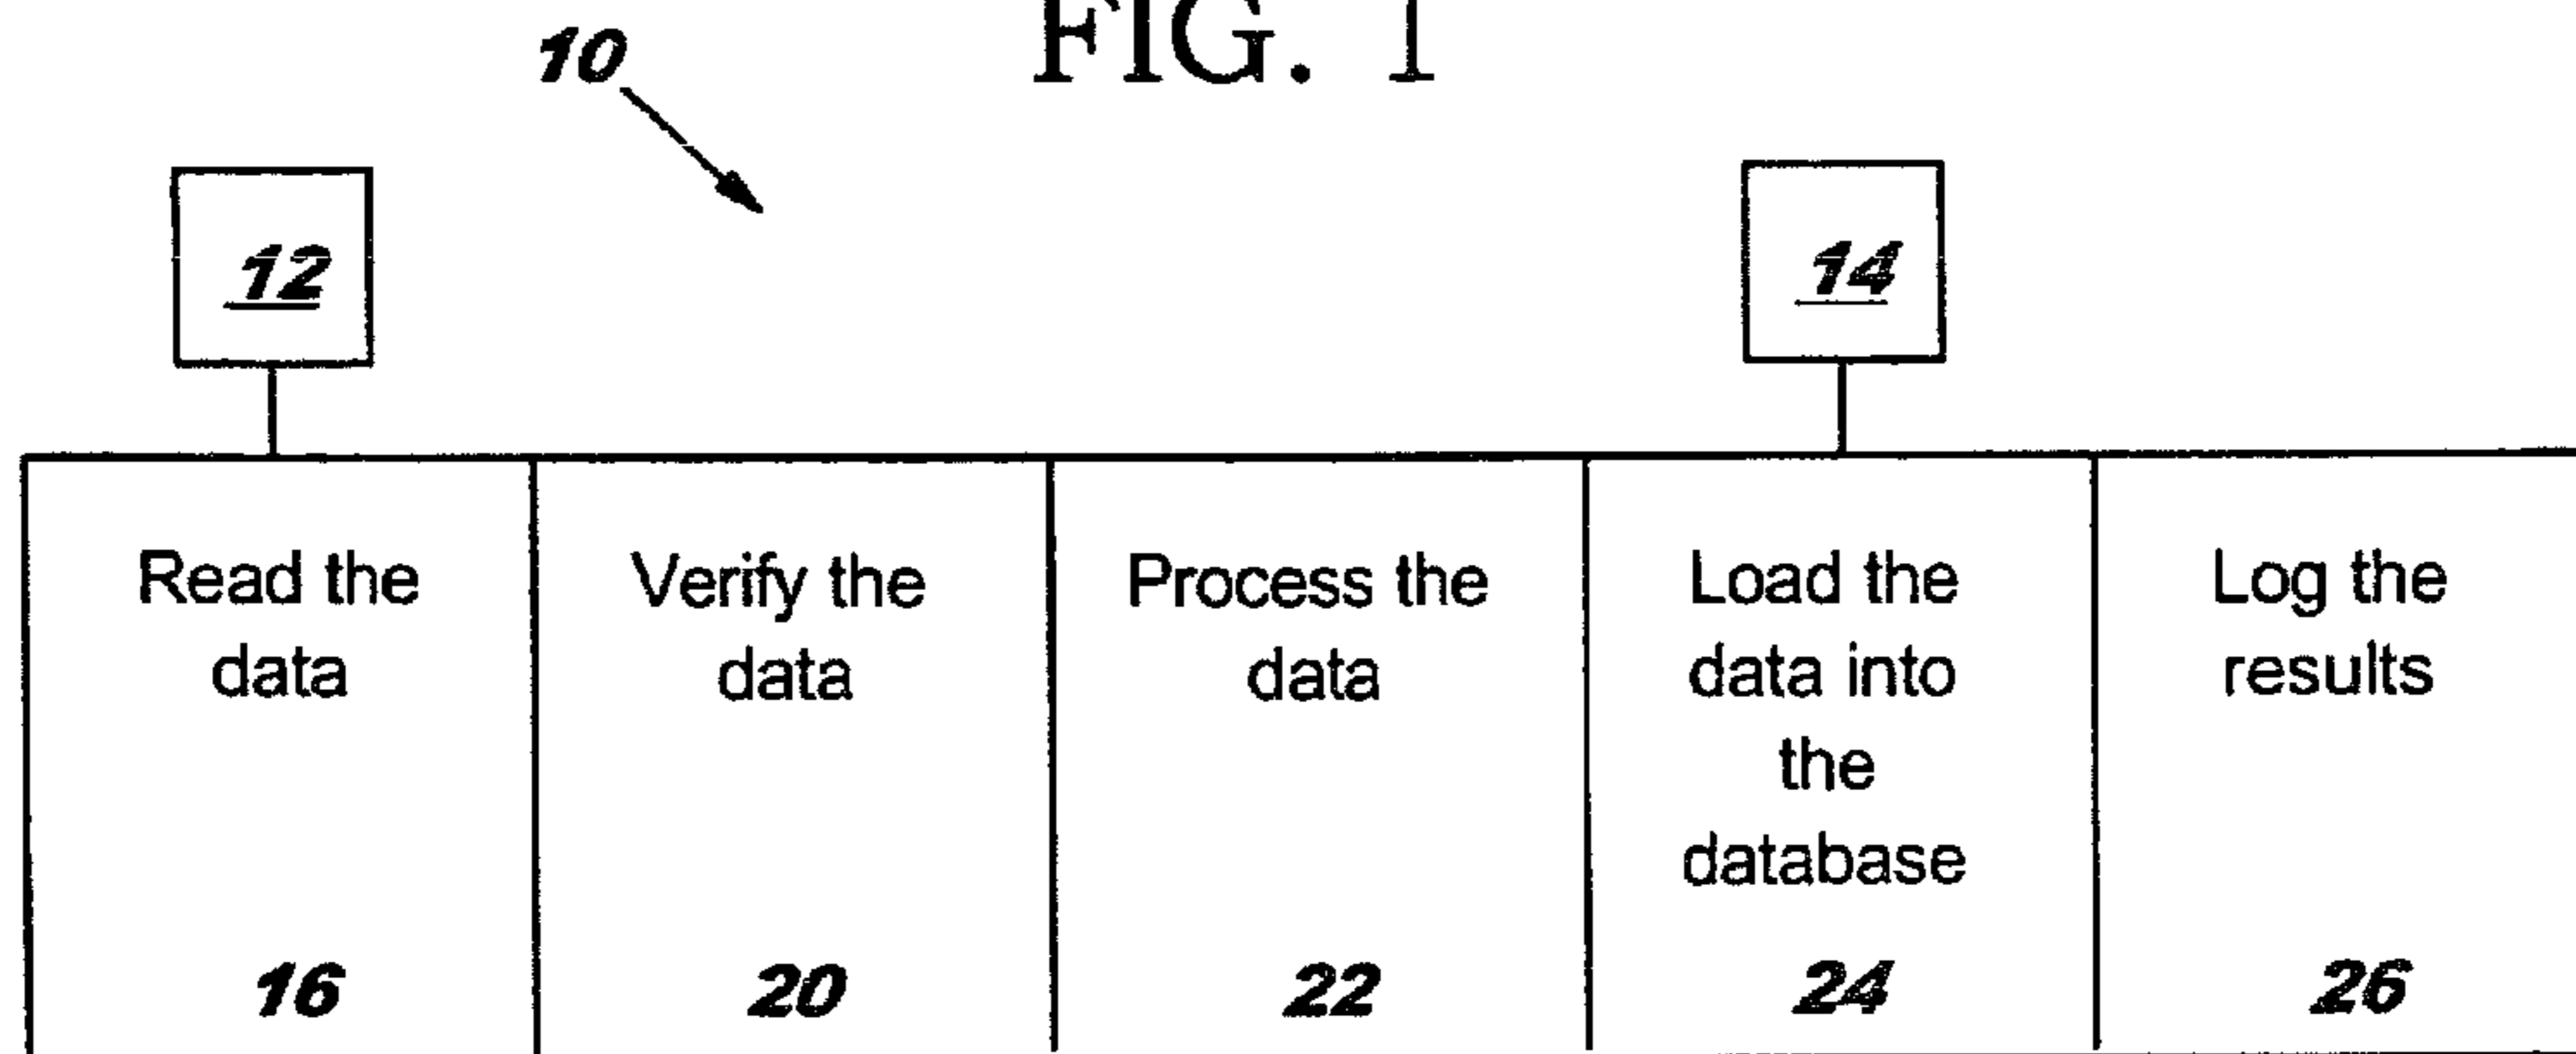 FIG. 1
10
12
14
Read the
data
16
Verify the
data
20
Process the
data
22
Load the
data into
the
database
24
Log the
results
26